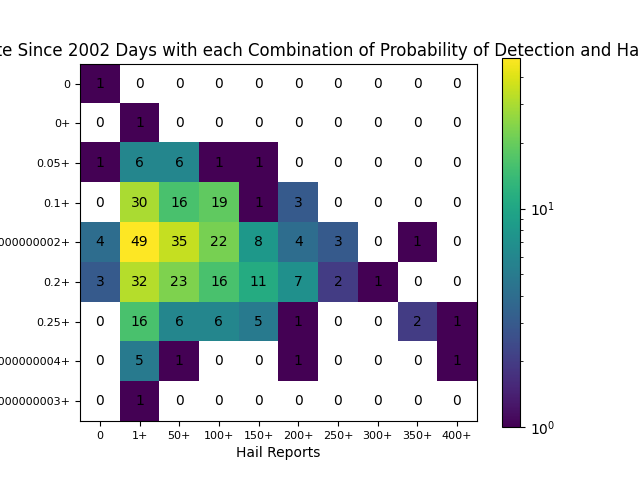 Since 2002 Days with each Combination of Probability of Detection and
0 1 0 0 0 0 0 0 0 0 0
0+ 0 1 0 0 0 0 0 0 0 0
0.05+ 1 6 6 1 1 0 0 0 0 0
0.1+ 0 30 16 19 1 3 0 0 0 0
000000002+ 4 49 35 22 8 4 3 0 1 0
0.2+ 3 32 23 16 11 7 2 1 0 0
0.25+ 0 16 6 6 5 1 0 0 2 1
000000004+ 0 5 1 0 0 1 0 0 0 1
000000003+ 0 1 0 0 0 0 0 0 0 0
0 1+ 50+ 100+ 150+ 200+ 250+ 300+ 350+ 400+
Hail Reports
10¹
10⁰